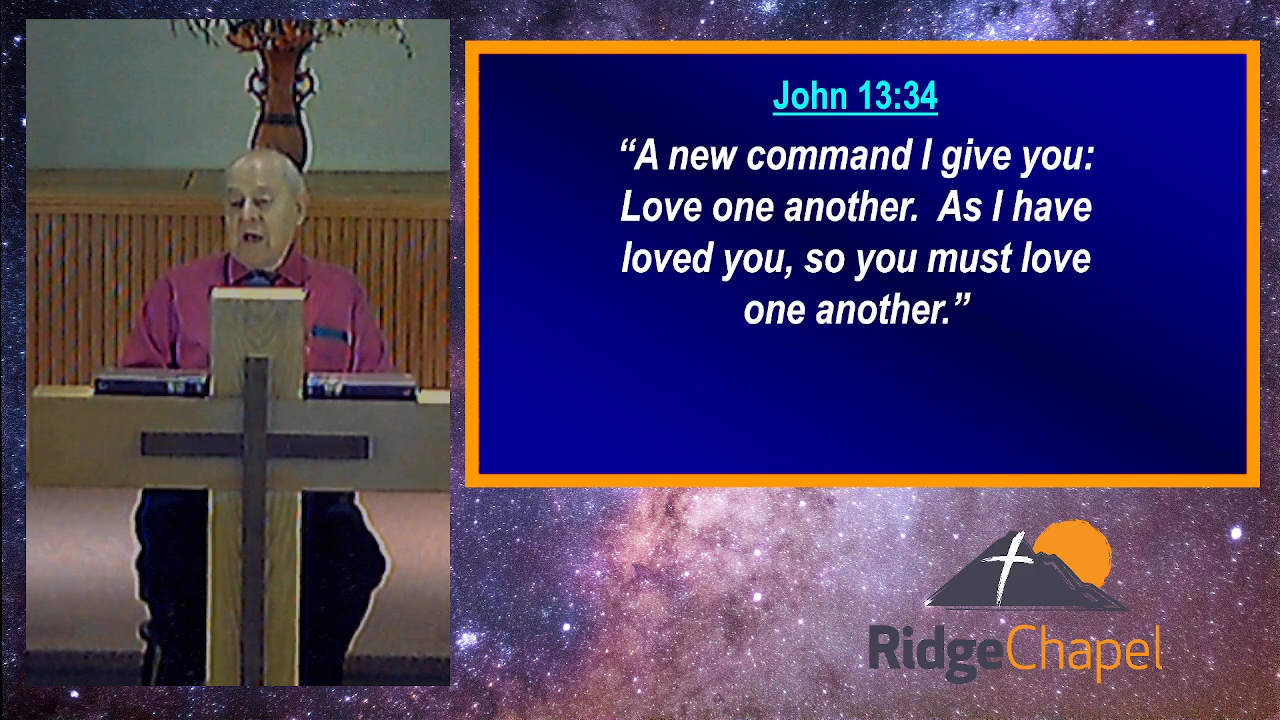 John 13:34
“A new command I give you:
Love one another.  As I have
loved you, so you must love
one another.”
RidgeChapel